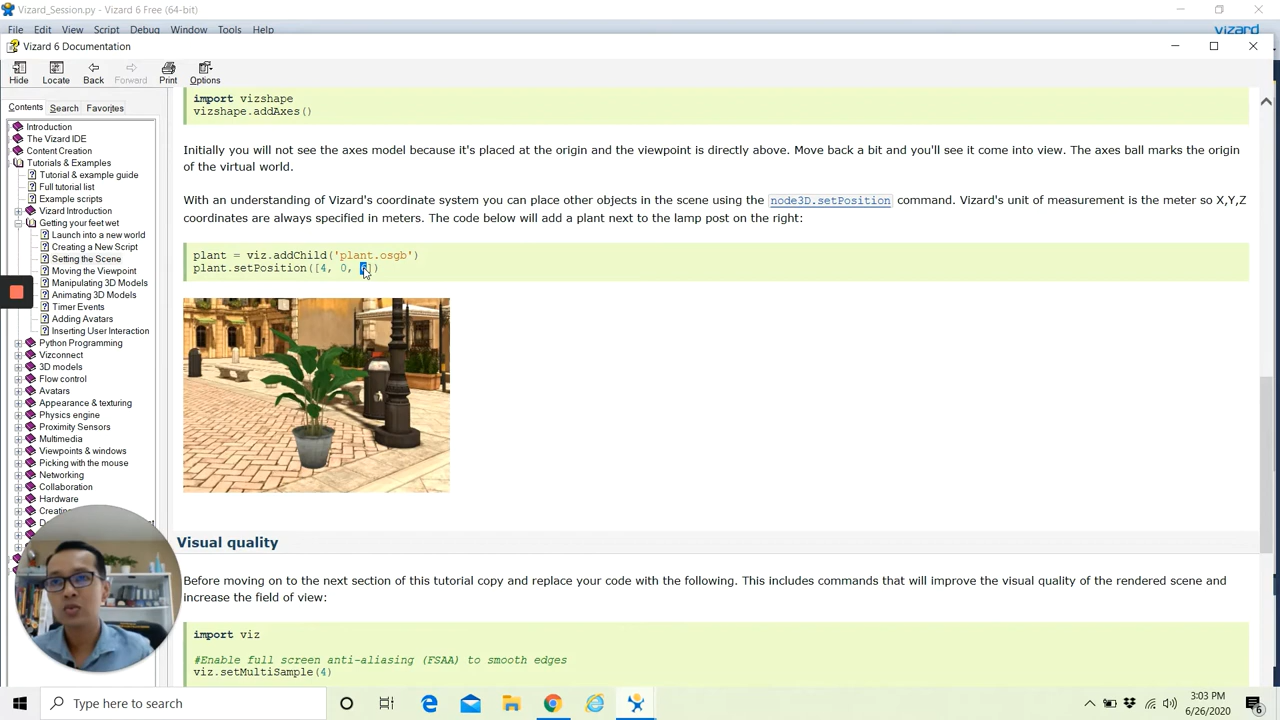 Vizard_Session.py - Vizard 6 Free (64-bit)
File Edit View Script Debug Window Tools Help
vizard
Vizard 6 Documentation
Hide Locate Back Forward Print Options
Contents Search Favorites
Introduction
The Vizard IDE
Content Creation
Tutorials & Examples
Tutorial & example guide
Full tutorial list
Example scripts
Vizard Introduction
Getting your feet wet
Launch into a new world
Creating a New Script
Setting the Scene
Moving the Viewpoint
Manipulating 3D Models
Animating 3D Models
Timer Events
Adding Avatars
Inserting User Interaction
Python Programming
Vizconnect
3D models
Flow control
Avatars
Appearance & texturing
Physics engine
Proximity Sensors
Multimedia
Viewpoints & windows
Picking with the mouse
Networking
Collaboration
Hardware
import vizshape
vizshape.addAxes()
Initially you will not see the axes model because it's placed at the origin and the viewpoint is directly above. Move back a bit and you'll see it come into view. The axes ball marks the origin
of the virtual world.
With an understanding of Vizard's coordinate system you can place other objects in the scene using the node3D.setPosition command. Vizard's unit of measurement is the meter so X,Y,Z
coordinates are always specified in meters. The code below will add a plant next to the lamp post on the right:
plant = viz.addChild('plant.osgb')
plant.setPosition([4, 0, 6])
Visual quality
Before moving on to the next section of this tutorial copy and replace your code with the following. This includes commands that will improve the visual quality of the rendered scene and
increase the field of view:
import viz
#Enable full screen anti-aliasing (FSAA) to smooth edges
viz.setMultiSample(4)
Type here to search
3:03 PM
6/26/2020
6